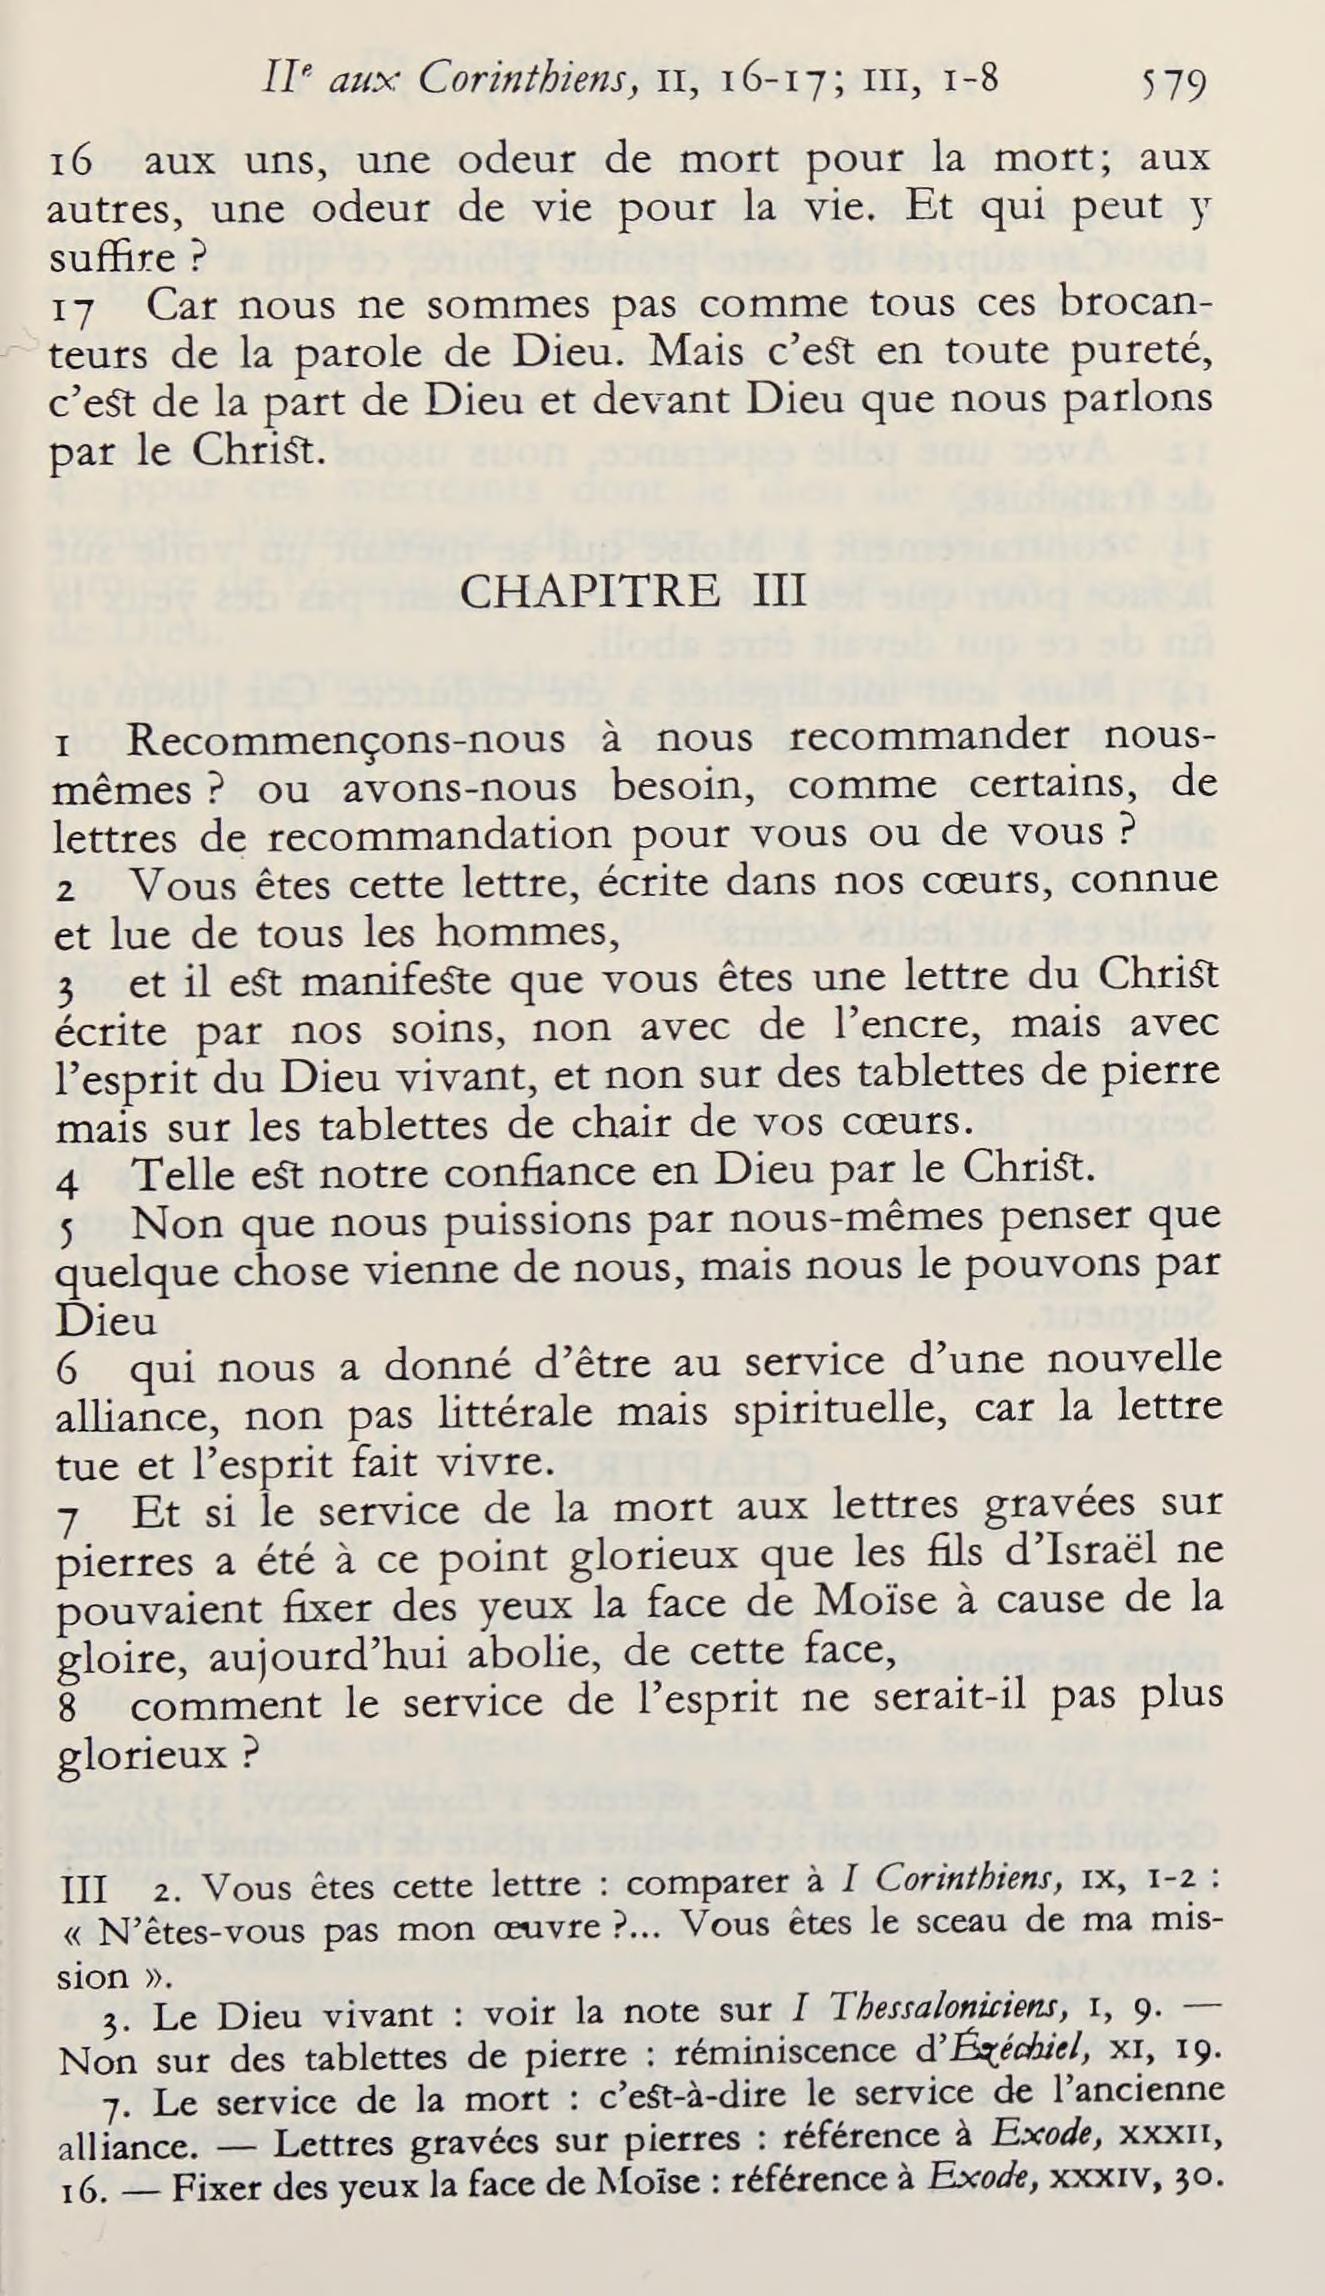 IIe aux Corinthiens, II, 16-17; III, 1-8 579
16 aux uns, une odeur de mort pour la mort; aux
autres, une odeur de vie pour la vie. Et qui peut y
suffire ?
17 Car nous ne sommes pas comme tous ces brocan-
teurs de la parole de Dieu. Mais c’est en toute pureté,
c’est de la part de Dieu et devant Dieu que nous parlons
par le Christ.
CHAPITRE III
1 Recommençons-nous à nous recommander nous-
mêmes ? ou avons-nous besoin, comme certains, de
lettres de recommandation pour vous ou de vous ?
2 Vous êtes cette lettre, écrite dans nos cœurs, connue
et lue de tous les hommes,
3 et il est manifeste que vous êtes une lettre du Christ
écrite par nos soins, non avec de l’encre, mais avec
l’esprit du Dieu vivant, et non sur des tablettes de pierre
mais sur les tablettes de chair de vos cœurs.
4 Telle est notre confiance en Dieu par le Christ.
5 Non que nous puissions par nous-mêmes penser que
quelque chose vienne de nous, mais nous le pouvons par
Dieu
6 qui nous a donné d’être au service d’une nouvelle
alliance, non pas littérale mais spirituelle, car la lettre
tue et l’esprit fait vivre.
7 Et si le service de la mort aux lettres gravées sur
pierres a été à ce point glorieux que les fils d’Israël ne
pouvaient fixer des yeux la face de Moïse à cause de la
gloire, aujourd’hui abolie, de cette face,
8 comment le service de l’esprit ne serait-il pas plus
glorieux ?
III 2. Vous êtes cette lettre : comparer à I Corinthiens, IX, 1-2 :
« N’êtes-vous pas mon œuvre ?... Vous êtes le sceau de ma mis-
sion ».
3. Le Dieu vivant : voir la note sur I Thessaloniciens, I, 9. —
Non sur des tablettes de pierre : réminiscence d’Ézéchiel, XI, 19.
7. Le service de la mort : c’est-à-dire le service de l’ancienne
alliance. — Lettres gravées sur pierres : référence à Exode, XXXII,
16. — Fixer des yeux la face de Moïse : référence à Exode, XXXIV, 30.